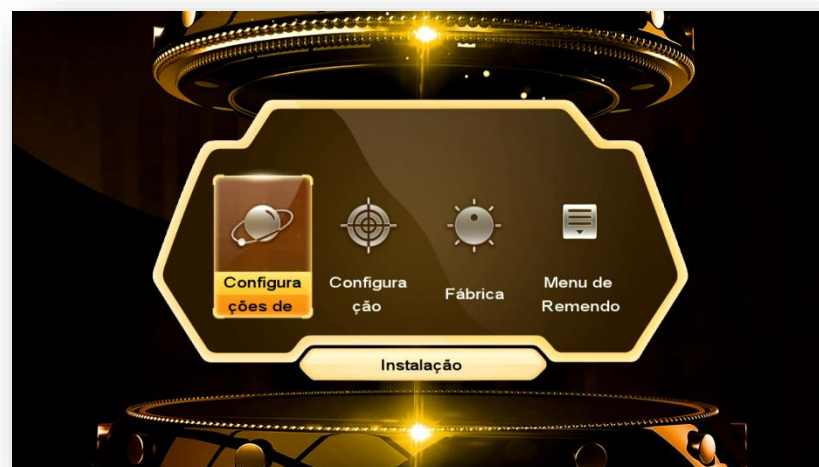 Configura
ções de
Configura
ção
Fábrica
Menu de
Remendo
Instalação